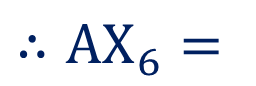 ∴ AX₆ =